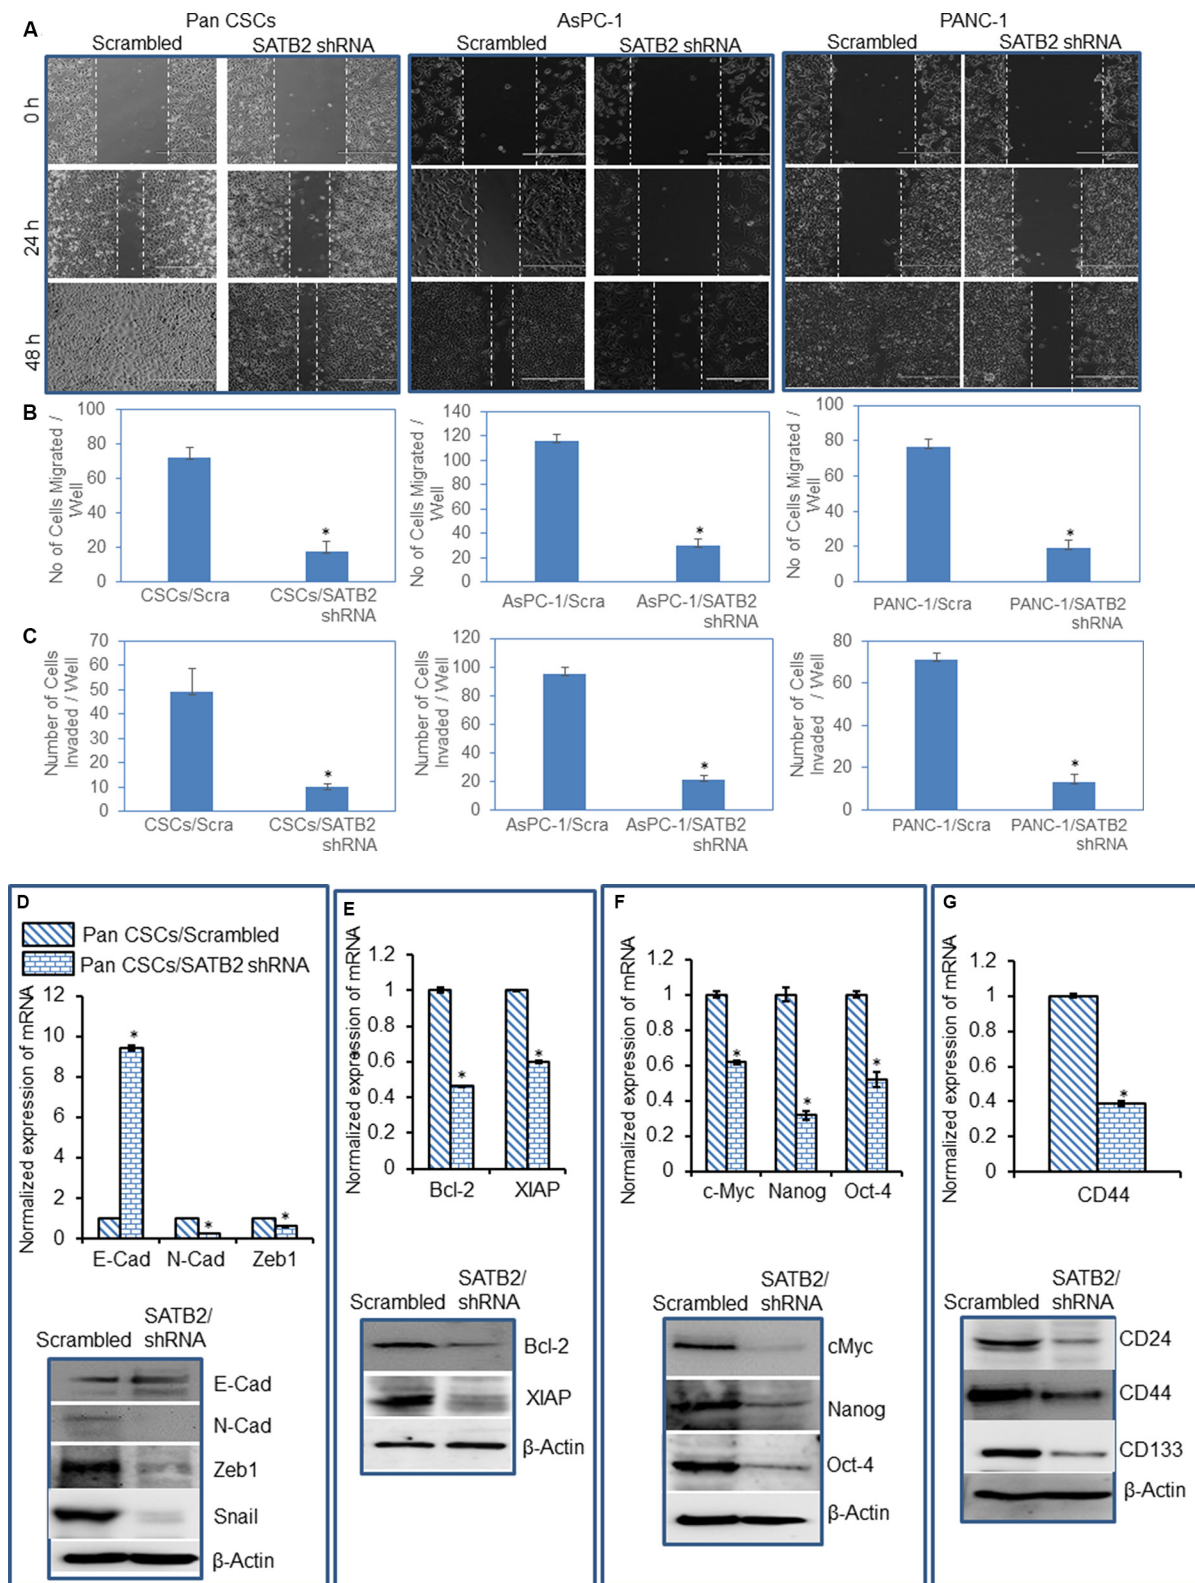 A
Pan CSCs
AsPC-1
PANC-1
Scrambled
SATB2 shRNA
Scrambled
SATB2 shRNA
Scrambled
SATB2 shRNA
0 h
24 h
48 h
B
No of Cells Migrated /
Well
100
80
60
40
20
0
CSCs/Scra
CSCs/SATB2
shRNA
*
No of Cells Migrated /
Well
140
120
100
80
60
40
20
0
AsPC-1/Scra
AsPC-1/SATB2
shRNA
*
No of Cells Migrated /
Well
100
80
60
40
20
0
PANC-1/Scra
PANC-1/SATB2
shRNA
*
C
Number of Cells
Invaded / Well
70
60
50
40
30
20
10
0
CSCs/Scra
CSCs/SATB2
shRNA
*
Number of Cells
Invaded / Well
120
100
80
60
40
20
0
AsPC-1/Scra
AsPC-1/SATB2
shRNA
*
Number of Cells
Invaded / Well
80
60
40
20
0
PANC-1/Scra
PANC-1/SATB2
shRNA
*
D
Pan CSCs/Scrambled
Pan CSCs/SATB2 shRNA
Normalized expression of mRNA
12
10
8
6
4
2
0
* * *
E-Cad N-Cad Zeb1
Scrambled
SATB2/
shRNA
E-Cad
N-Cad
Zeb1
Snail
β-Actin
E
Normalized expression of mRNA
1.2
1
0.8
0.6
0.4
0.2
0
* *
Bcl-2 XIAP
Scrambled
SATB2/
shRNA
Bcl-2
XIAP
β-Actin
F
Normalized expression of mRNA
1.2
1
0.8
0.6
0.4
0.2
0
* * *
c-Myc Nanog Oct-4
Scrambled
SATB2/
shRNA
cMyc
Nanog
Oct-4
β-Actin
G
Normalized expression of mRNA
1.2
1
0.8
0.6
0.4
0.2
0
*
CD44
Scrambled
SATB2/
shRNA
CD24
CD44
CD133
β-Actin